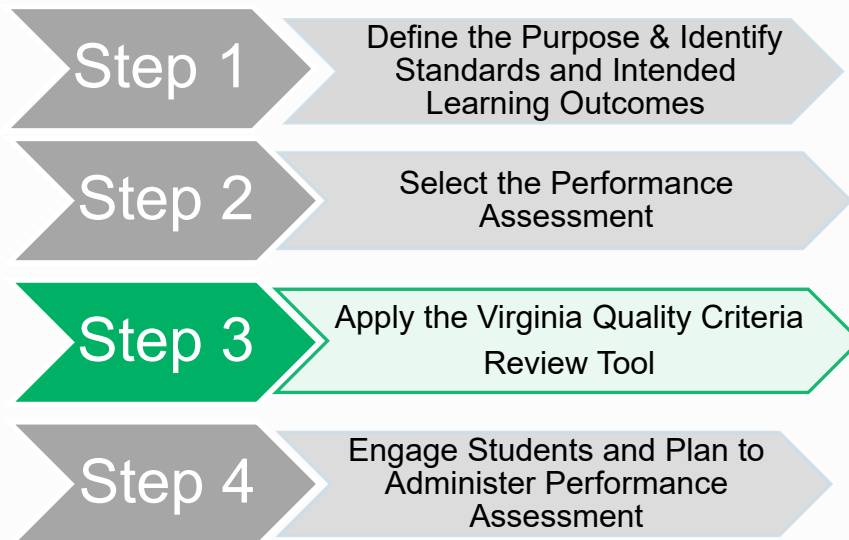 Step 1
Define the Purpose & Identify
Standards and Intended
Learning Outcomes
Step 2
Select the Performance
Assessment
Step 3
Apply the Virginia Quality Criteria
Review Tool
Step 4
Engage Students and Plan to
Administer Performance
Assessment